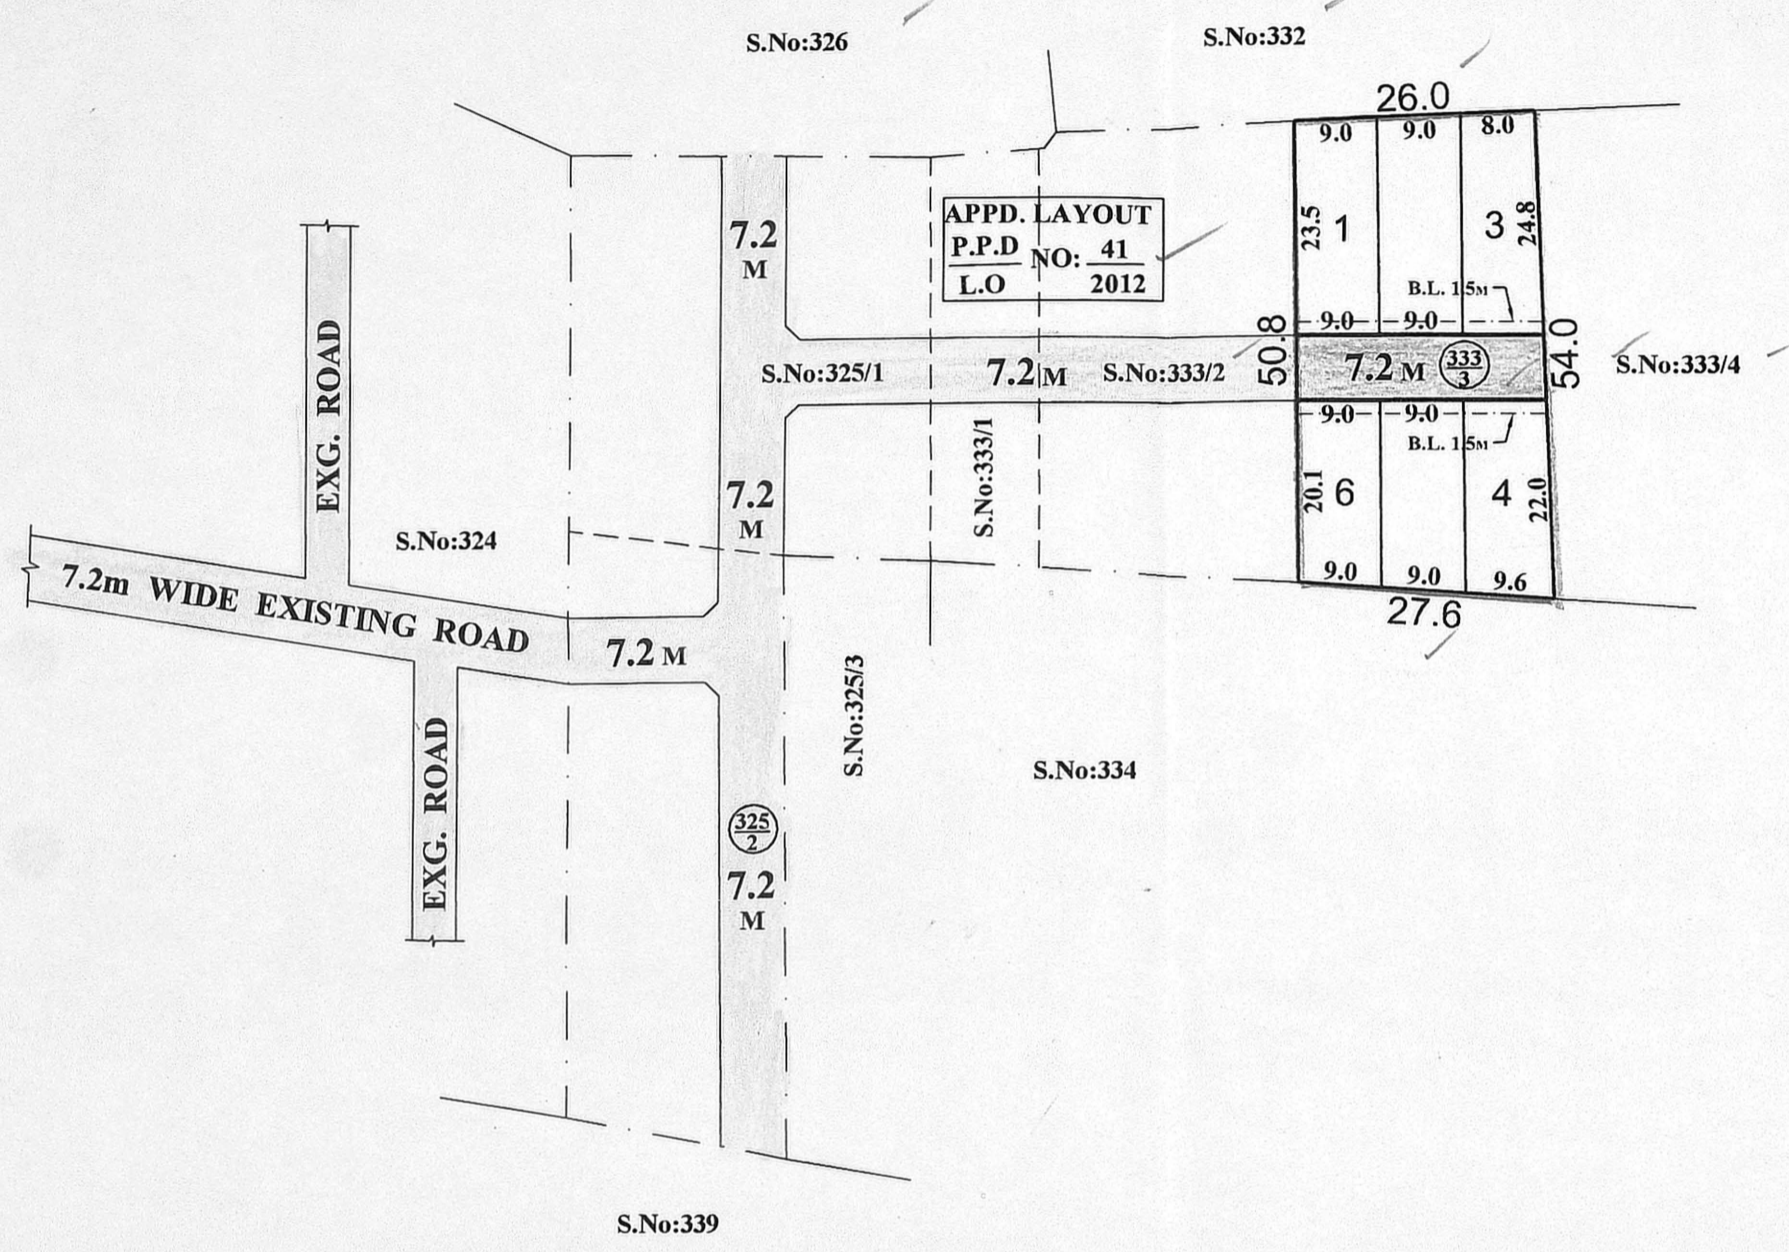 S.No:326
S.No:332
26.0
9.0 9.0 8.0
APPD. LAYOUT
P.P.D
L.O
NO: 41
2012
7.2
M
23.5
1
3
24.8
B.L. 1.5M
9.0 9.0
50.8
54.0
EXG. ROAD
S.No:325/1
7.2 M
S.No:333/2
7.2 M
333
3
S.No:333/4
9.0 9.0
B.L. 1.5M
S.No:333/1
7.2
M
20.1
6
4
22.0
S.No:324
9.0 9.0 9.6
27.6
7.2m WIDE EXISTING ROAD
7.2 M
S.No:325/3
EXG. ROAD
S.No:334
325
2
7.2
M
S.No:339